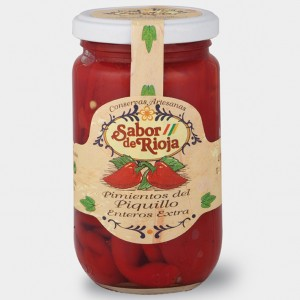 Conservas Artesanas
Sabor
de Rioja
Pimientos del
Piquillo
Enteros Extra